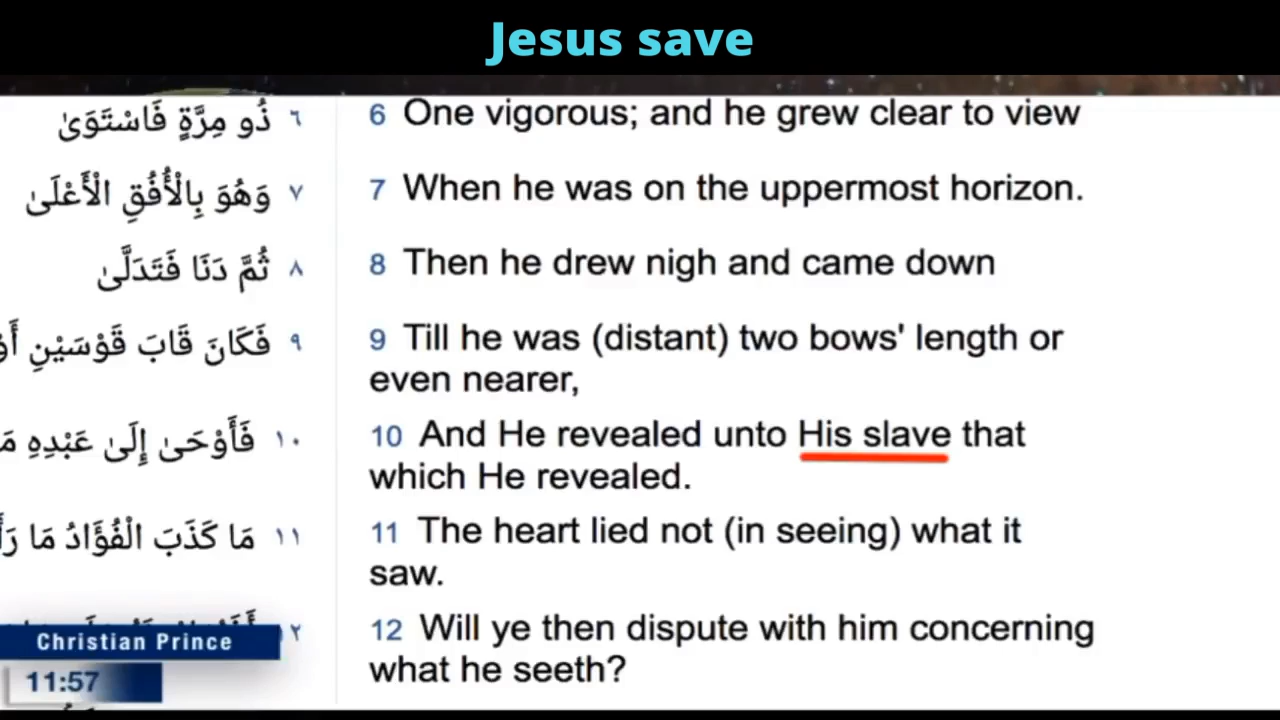 Jesus save
ذُو مِرَّةٍ فَاسْتَوَىٰ ٦
6 One vigorous; and he grew clear to view
وَهُوَ بِالْأُفُقِ الْأَعْلَىٰ ٧
7 When he was on the uppermost horizon.
ثُمَّ دَنَا فَتَدَلَّىٰ ٨
8 Then he drew nigh and came down
فَكَانَ قَابَ قَوْسَيْنِ ٩
9 Till he was (distant) two bows' length or
even nearer,
فَأَوْحَىٰ إِلَىٰ عَبْدِهِ ١٠
10 And He revealed unto His slave that
which He revealed.
مَا كَذَبَ الْفُؤَادُ مَا ١١
11 The heart lied not (in seeing) what it
saw.
١٢
12 Will ye then dispute with him concerning
what he seeth?
Christian Prince
11:57